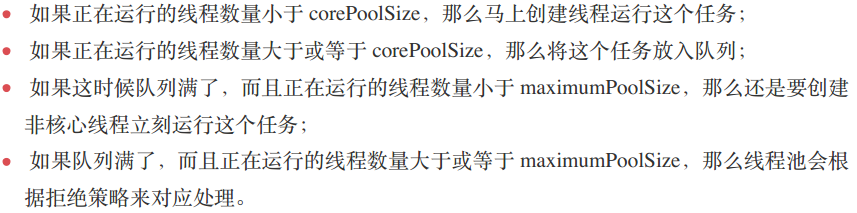 如果正在运行的线程数量小于 corePoolSize，那么马上创建线程运行这个任务；
如果正在运行的线程数量大于或等于 corePoolSize，那么将这个任务放入队列；
如果这时候队列满了，而且正在运行的线程数量小于 maximumPoolSize，那么还是要创建
非核心线程立刻运行这个任务；
如果队列满了，而且正在运行的线程数量大于或等于 maximumPoolSize，那么线程池会根
据拒绝策略来对应处理。